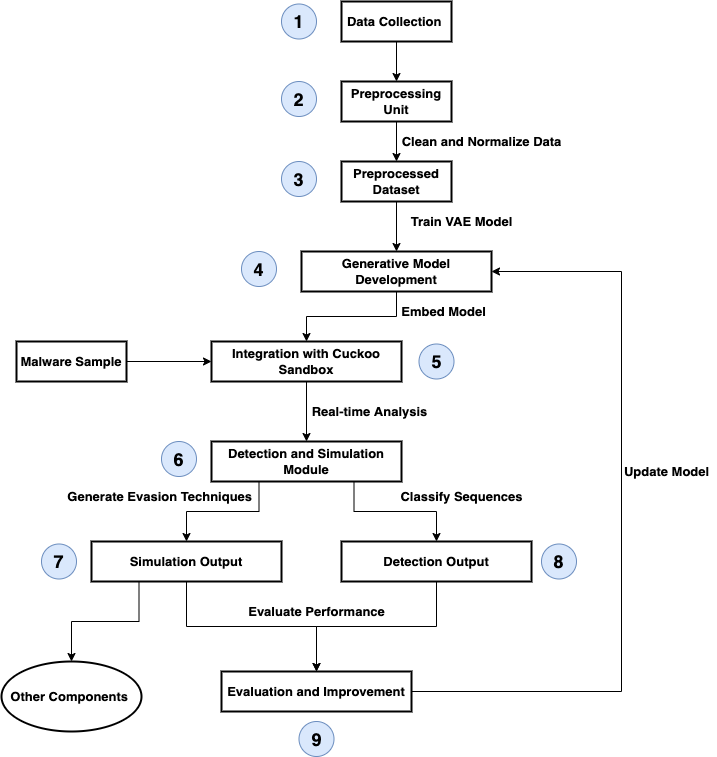 1
Data Collection
2
Preprocessing
Unit
Clean and Normalize Data
3
Preprocessed
Dataset
Train VAE Model
4
Generative Model
Development
Embed Model
Malware Sample
Integration with Cuckoo
Sandbox
5
Real-time Analysis
6
Detection and Simulation
Module
Update Model
Generate Evasion Techniques
Classify Sequences
7
Simulation Output
Detection Output
8
Evaluate Performance
Other Components
Evaluation and Improvement
9